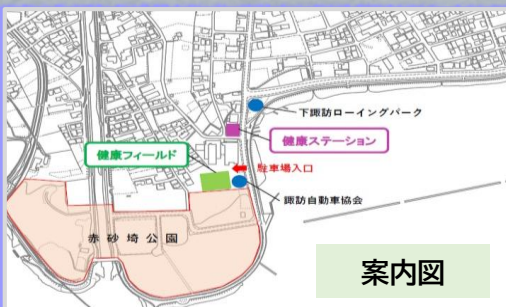 下諏訪ローイングパーク
健康ステーション
健康フィールド
駐車場入口
諏訪自動車協会
赤砂埼公園
案内図